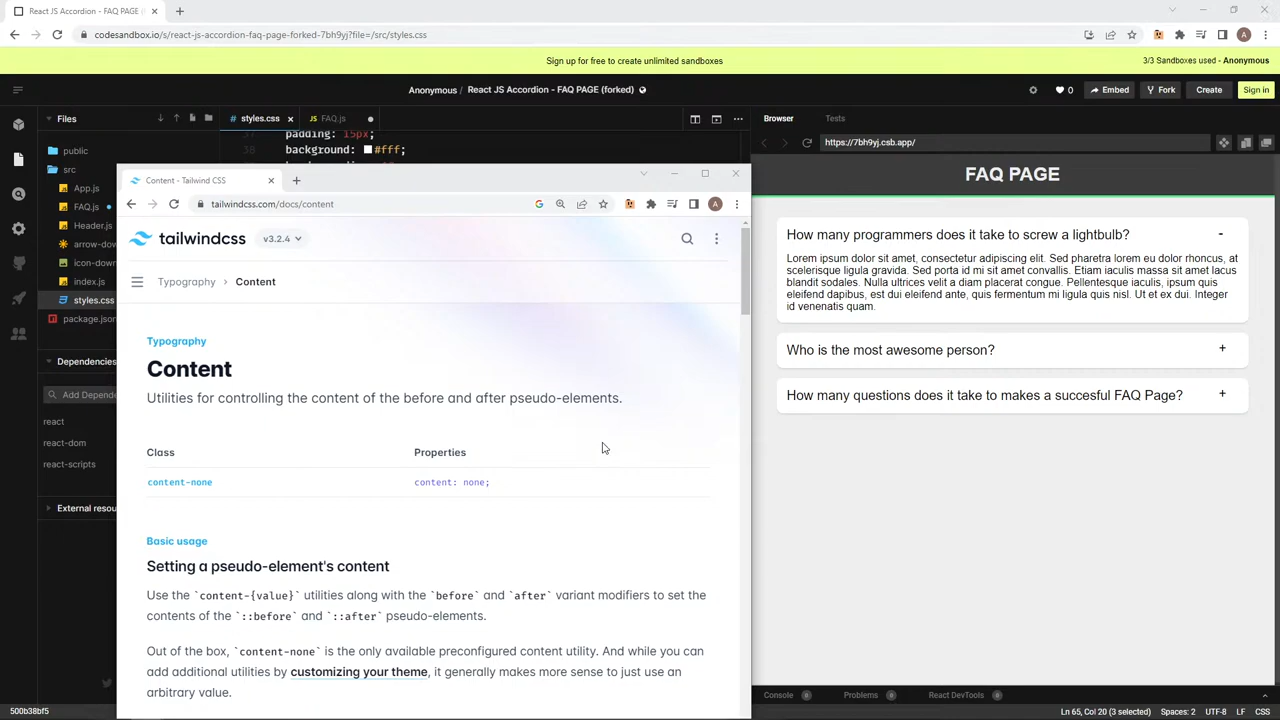 React JS Accordion - FAQ PAGE (
codesandbox.io/s/react-js-accordion-faq-page-forked-7bh9yj?file=/src/styles.css
A
Sign up for free to create unlimited sandboxes
3/3 Sandboxes used - Anonymous
Anonymous / React JS Accordion - FAQ PAGE (forked)
0
Embed
Fork
Create
Sign in
Files
styles.css
FAQ.js
Browser
Tests
https://7bh9yj.csb.app/
public
src
App.js
FAQ.js
Header.js
arrow-dow
icon-down
index.js
styles.css
package.json
Dependencies
Add Depende
react
react-dom
react-scripts
External resou
37
padding: 15px;
38
background: #fff;
Content - Tailwind CSS
tailwindcss.com/docs/content
A
tailwindcss
v3.2.4
Typography > Content
Typography
Content
Utilities for controlling the content of the before and after pseudo-elements.
Class
Properties
content-none
content: none;
Basic usage
Setting a pseudo-element's content
Use the `content-{value}` utilities along with the `before` and `after` variant modifiers to set the
contents of the `::before` and `::after` pseudo-elements.
Out of the box, `content-none` is the only available preconfigured content utility. And while you can
add additional utilities by customizing your theme, it generally makes more sense to just use an
arbitrary value.
FAQ PAGE
How many programmers does it take to screw a lightbulb?
-
Lorem ipsum dolor sit amet, consectetur adipiscing elit. Sed pharetra lorem eu dolor rhoncus, at
scelerisque ligula gravida. Sed porta id mi sit amet convallis. Etiam iaculis massa sit amet lacus
blandit sodales. Nulla ultrices velit a diam placerat congue. Pellentesque iaculis, ipsum quis
eleifend dapibus, est dui eleifend ante, quis fermentum mi ligula quis nisl. Ut et ex dui. Integer
id venenatis quam.
Who is the most awesome person?
+
How many questions does it take to makes a succesful FAQ Page?
+
Console 0
Problems 0
React DevTools 0
500b38bf5
Ln 65, Col 20 (3 selected)
Spaces: 2
UTF-8
LF
CSS